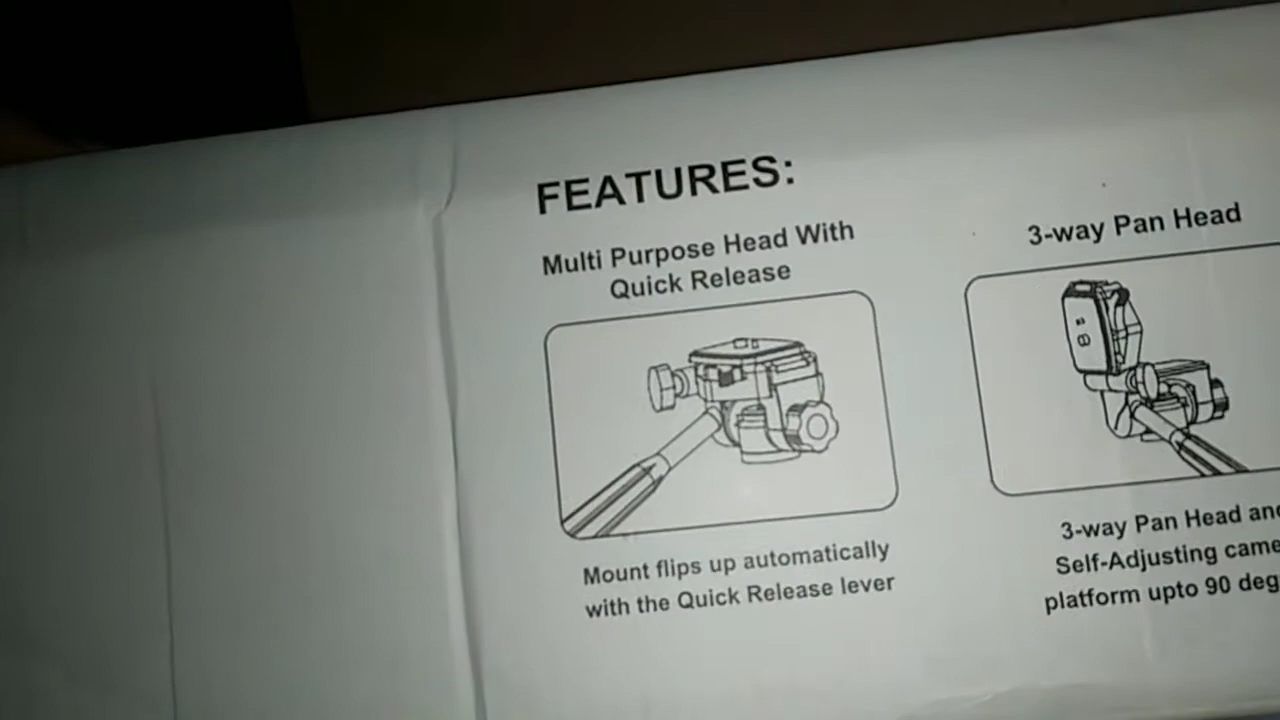 FEATURES:
Multi Purpose Head With
Quick Release
Mount flips up automatically
with the Quick Release lever
3-way Pan Head
3-way Pan Head and
Self-Adjusting
platform upto 90